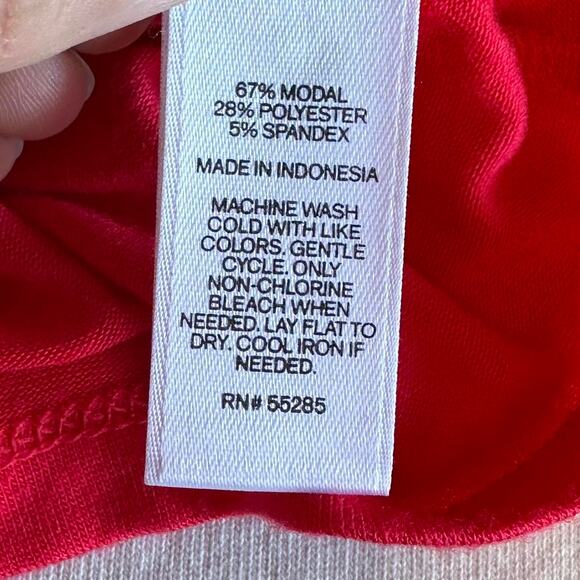 67% MODAL
28% POLYESTER
5% SPANDEX
MADE IN INDONESIA
MACHINE WASH
COLD WITH LIKE
COLORS. GENTLE
CYCLE. ONLY
NON-CHLORINE
BLEACH WHEN
NEEDED. LAY FLAT TO
DRY. COOL IRON IF
NEEDED.
RN# 55285